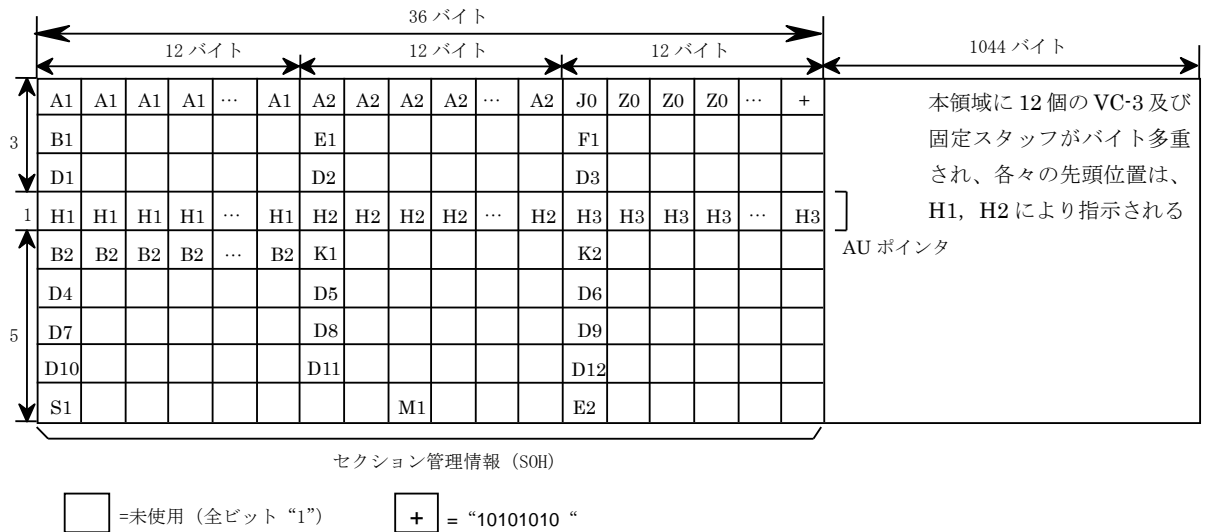 36 バイト
12 バイト 12 バイト 12 バイト 1044 バイト
A1 A1 A1 A1 … A1 A2 A2 A2 A2 … A2 J0 Z0 Z0 Z0 … +
3 B1 E1 F1
D1 D2 D3
1 H1 H1 H1 H1 … H1 H2 H2 H2 H2 … H2 H3 H3 H3 H3 … H3
B2 B2 B2 B2 … B2 K1 K2
D4 D5 D6
5 D7 D8 D9
D10 D11 D12
S1 M1 E2
本領域に 12 個の VC-3 及び
固定スタッフがバイト多重
され、各々の先頭位置は、
H1, H2 により指示される
AU ポインタ
セクション管理情報 (SOH)
=未使用 (全ビット“1”)
+ = “10101010 “